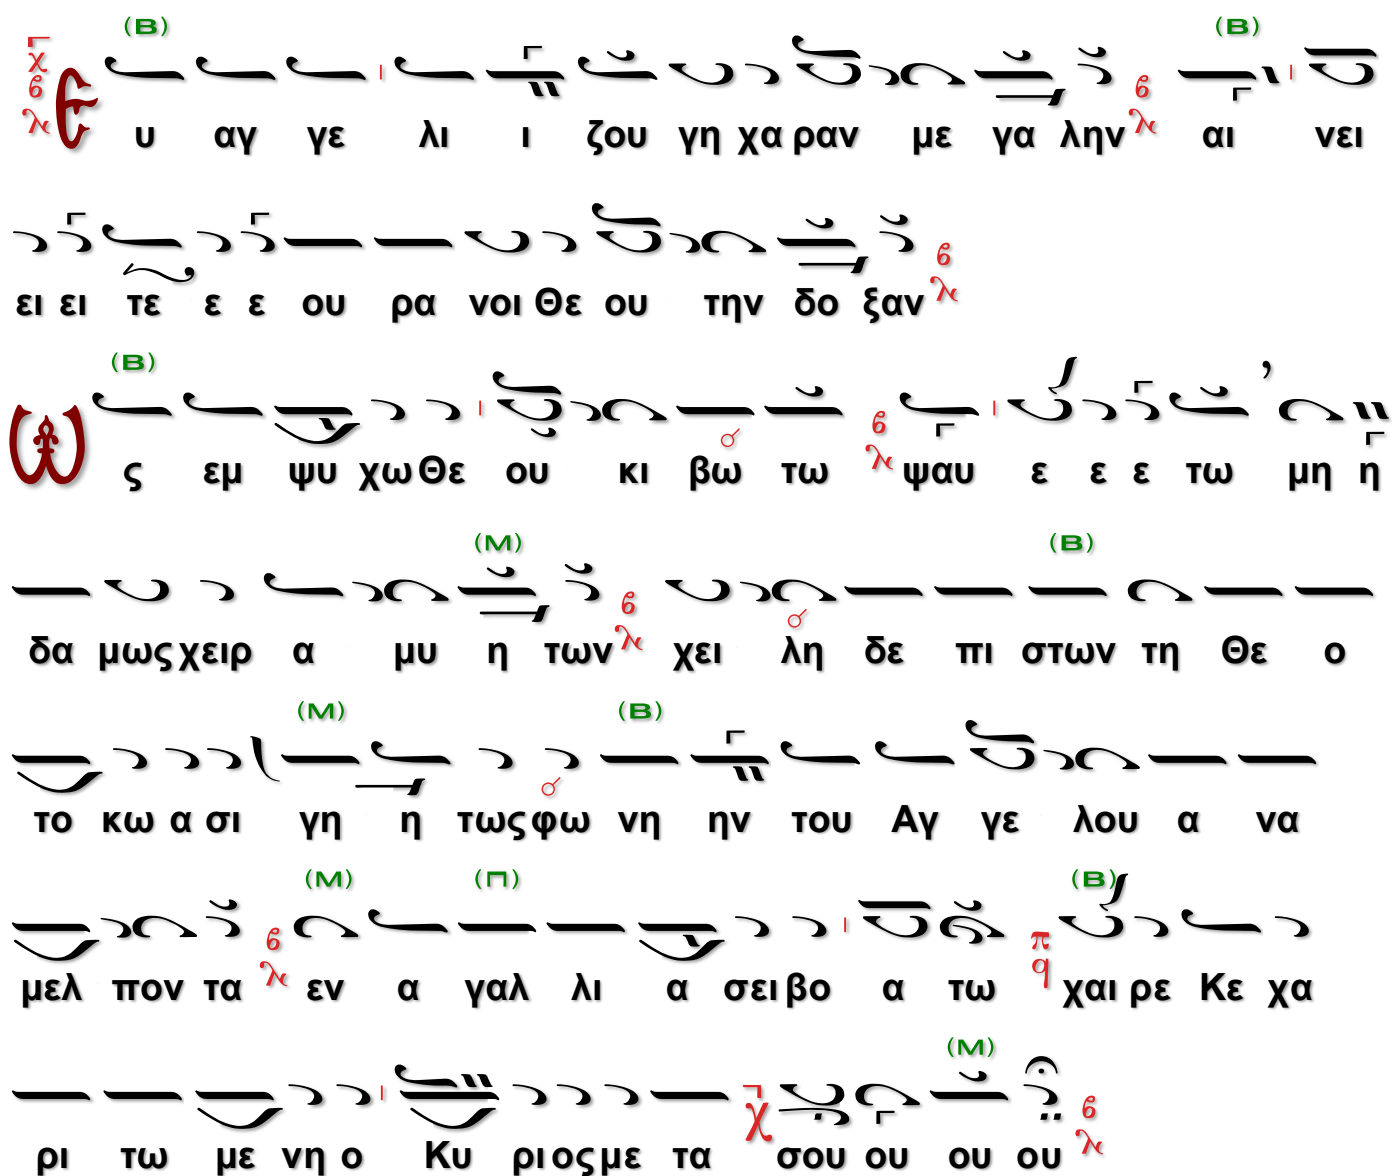 (Β) (Β)
Ευ αγ γε λι ι ζου γη χα ραν με γα λην αι νει
ει ει τε ε ε ου ρα νοι Θε ου την δο ξαν
(Β)
Ως εμ ψυ χω Θε ου κι βω τω ψαυ ε ε ε τω μη η
(Μ) (Β)
δα μως χειρ α μυ η των χει λη δε πι στων τη Θε ο
(Μ) (Β)
το κω α σι γη η τως φω νη ην του Αγ γε λου α να
(Μ) (Π) (Β)
μελ πον τα εν α γαλ λι α σει βο α τω χαι ρε Κε χα
(Μ)
ρι τω με νη ο Κυ ρι ος με τα σου ου ου ου